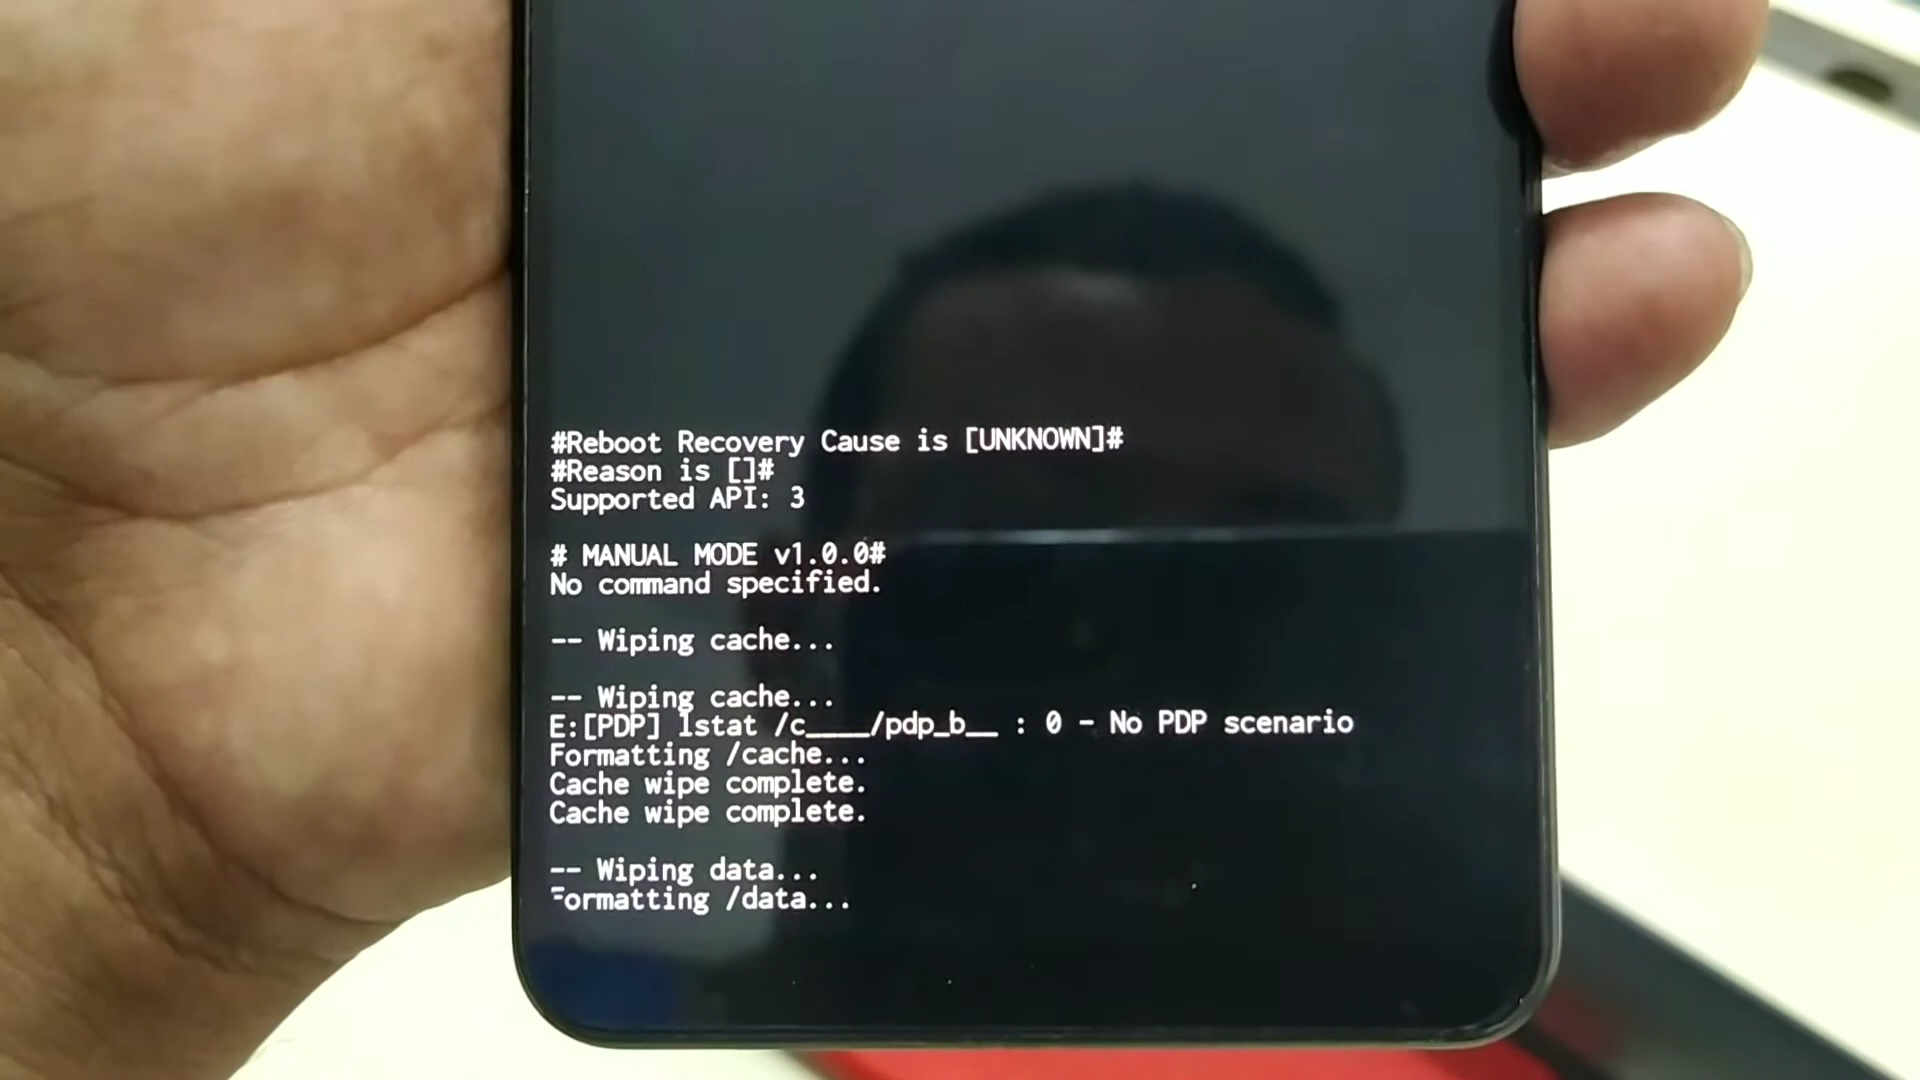 #Reboot Recovery Cause is [UNKNOWN]#
#Reason is []#
Supported API: 3
# MANUAL MODE v1.0.0#
No command specified.
-- Wiping cache...
-- Wiping cache...
E:[PDP] lstat /c____/pdp_b__ : 0 - No PDP scenario
Formatting /cache...
Cache wipe complete.
Cache wipe complete.
-- Wiping data...
Formatting /data...